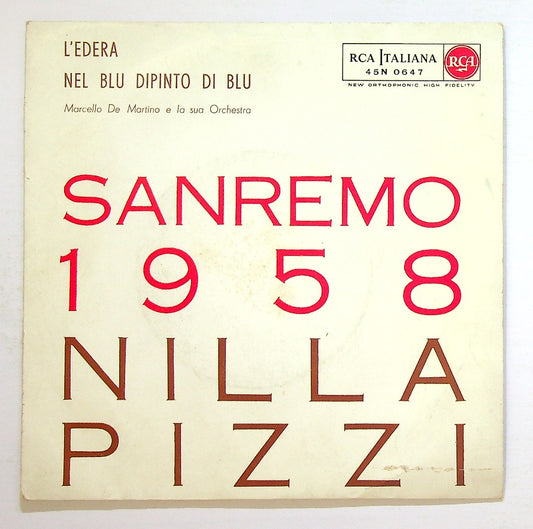 L'EDERA
NEL BLU DIPINTO DI BLU
Marcello De Martino e la sua Orchestra
RCA ITALIANA
45N 0647
RCA
NEW ORTHOPHONIC HIGH FIDELITY
SANREMO
1958
NILLA
PIZZI